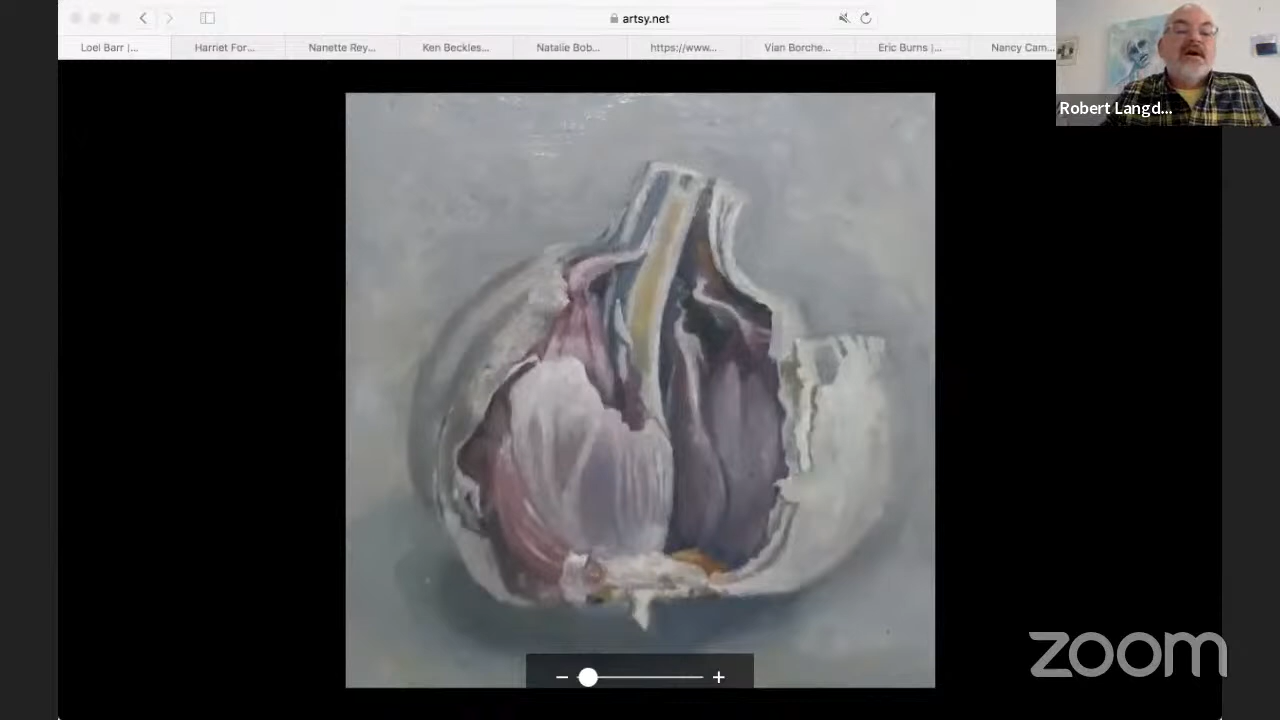 artsy.net
Loel Barr |...
Harriet For...
Nanette Rey...
Ken Beckles...
Natalie Bob...
https://www...
Vian Borche...
Eric Burns |...
Nancy Cam...
Robert Langd...
zoom